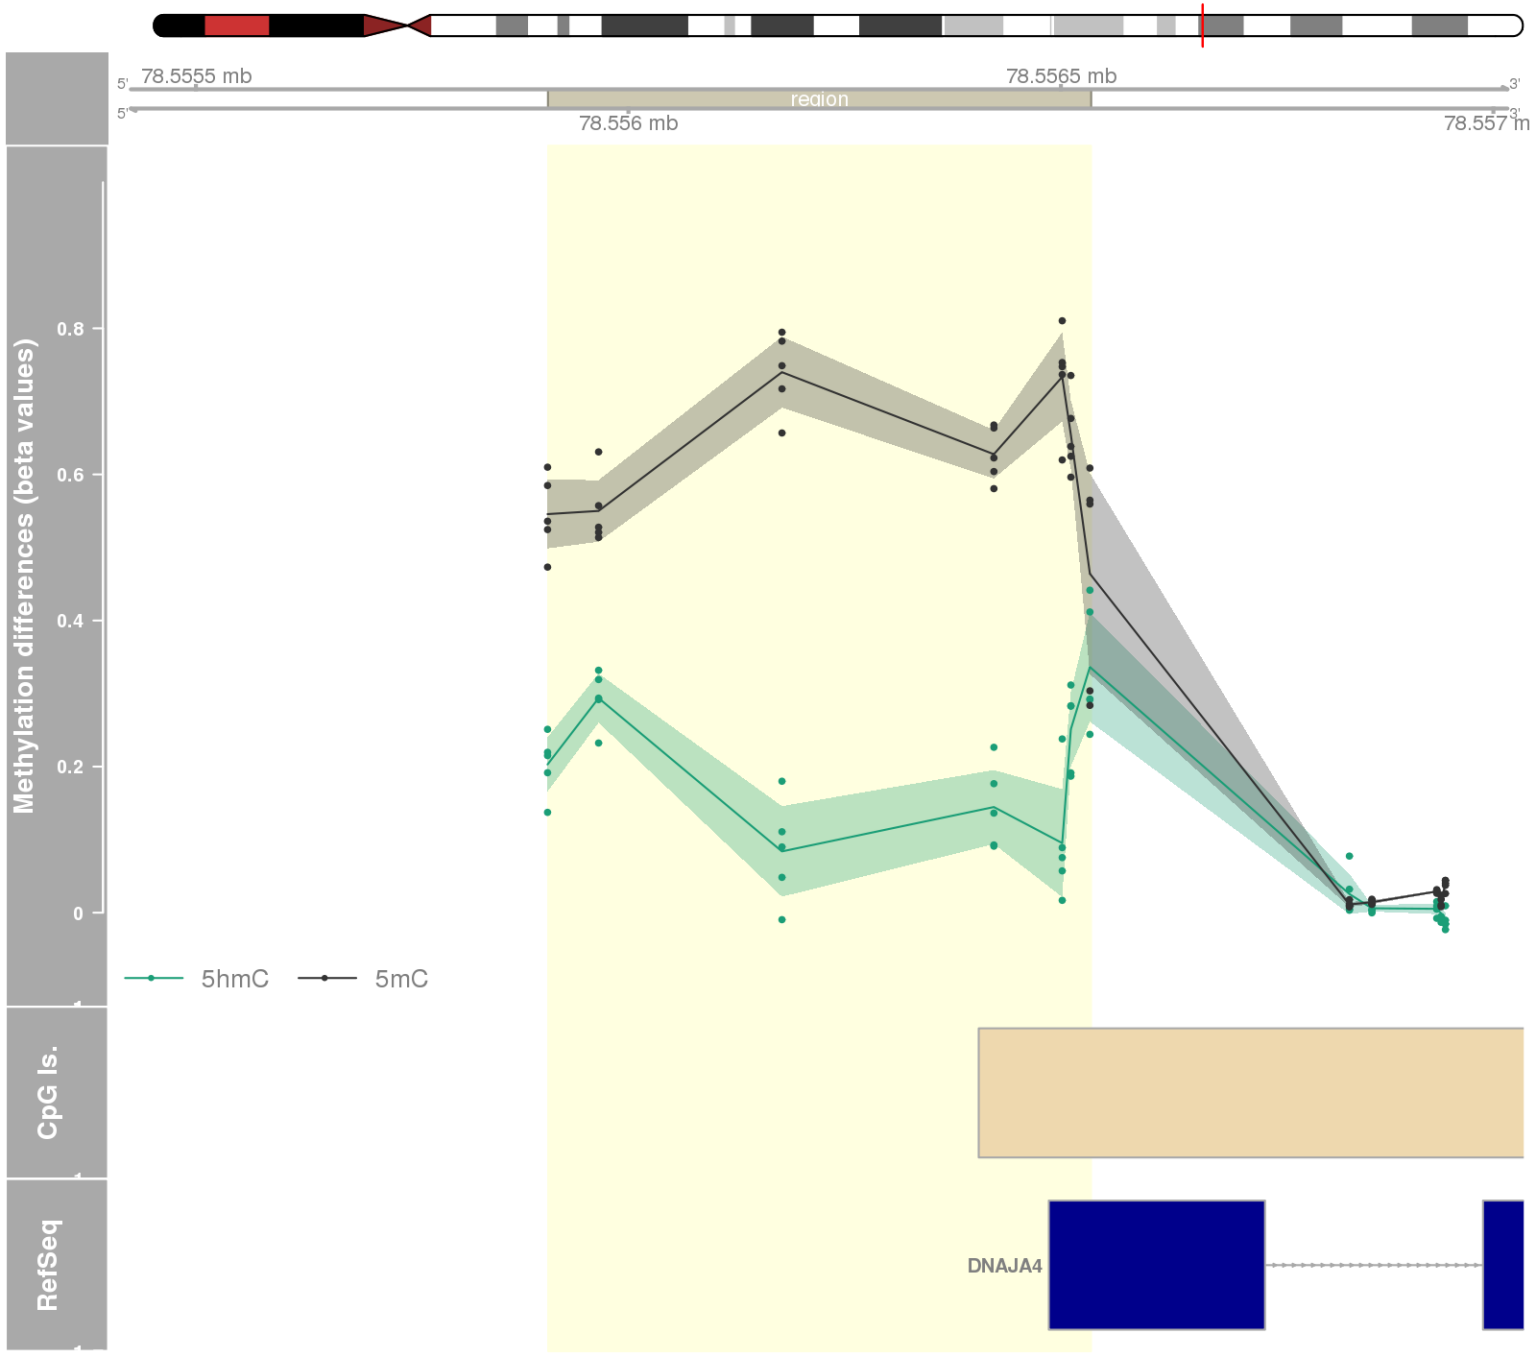 78.5555 mb
78.5565 mb
5'
3'
region
5'
3'
78.556 mb
78.557 m
Methylation differences (beta values)
0.8
0.6
0.4
0.2
0
5hmC
5mC
CpG Is.
RefSeq
DNAJA4